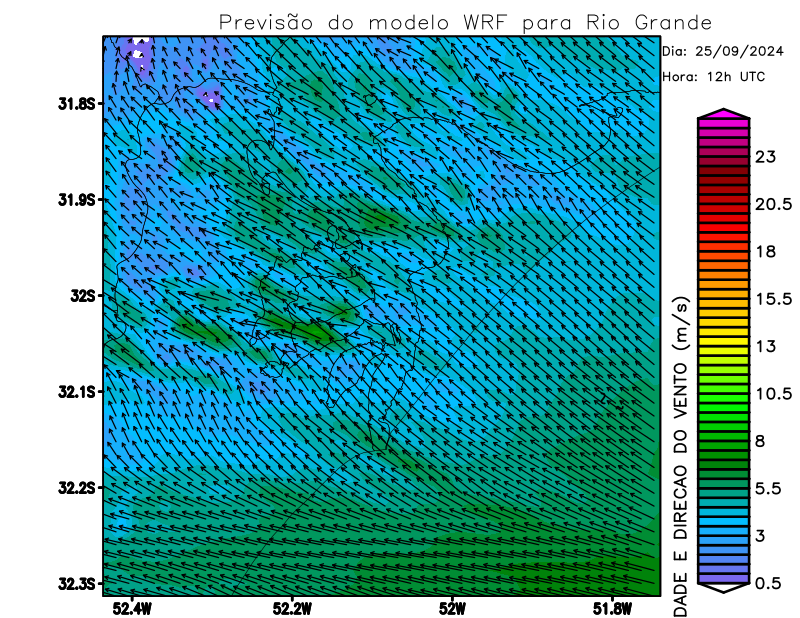 Previsão do modelo WRF para Rio Grande
Dia: 25/09/2024
Hora: 12h UTC
31.8S
31.9S
32S
32.1S
32.2S
32.3S
52.4W
52.2W
52W
51.8W
23
20.5
18
15.5
13
10.5
8
5.5
3
0.5
DADE E DIRECAO DO VENTO (m/s)